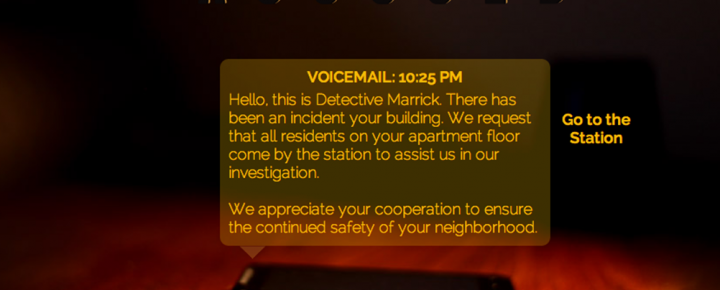 VOICEMAIL: 10:25 PM
Hello, this is Detective Marrick. There has
been an incident your building. We request
that all residents on your apartment floor
come by the station to assist us in our
investigation.
We appreciate your cooperation to ensure
the continued safety of your neighborhood.
Go to the
Station